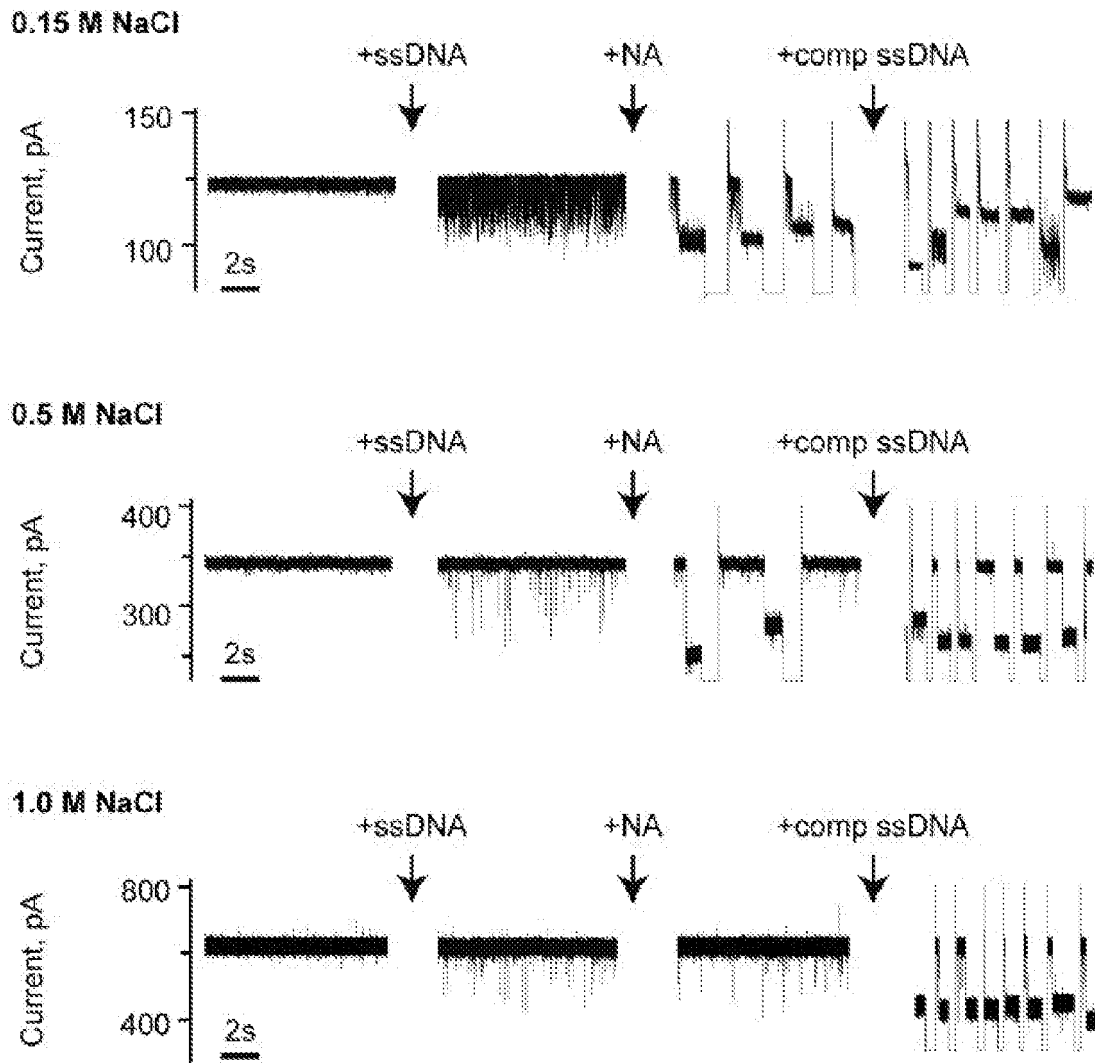 0.15 M NaCl
+ssDNA +NA +comp ssDNA
150
Current, pA
100
2s
0.5 M NaCl
+ssDNA +NA +comp ssDNA
400
Current, pA
300
2s
1.0 M NaCl
+ssDNA +NA +comp ssDNA
800
Current, pA
400
2s